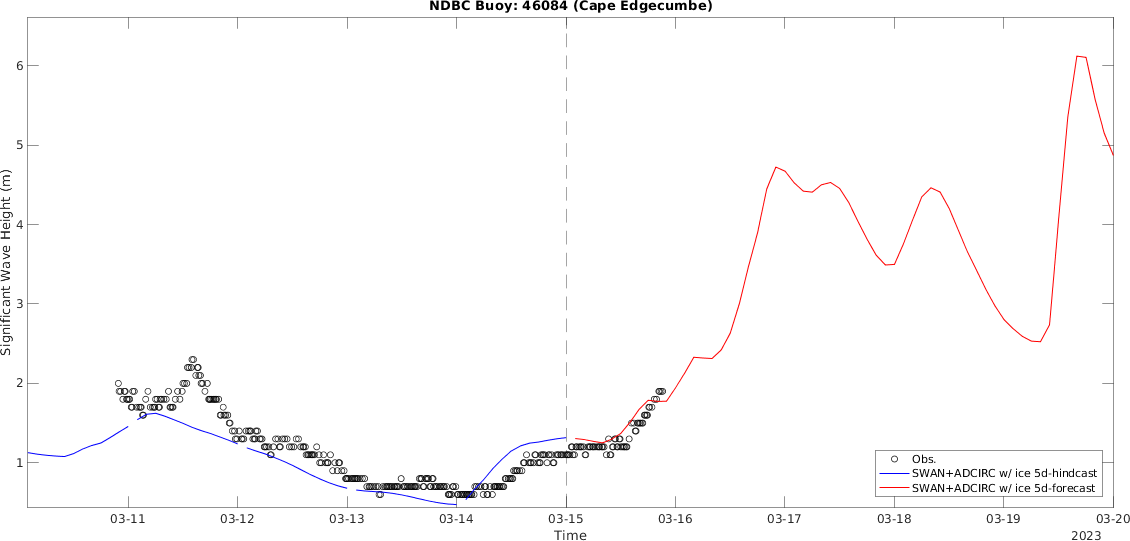 NDBC Buoy: 46084 (Cape Edgecumbe)
Significant Wave Height (m)
6
5
4
3
2
1
Obs.
SWAN+ADCIRC w/ ice 5d-hindcast
SWAN+ADCIRC w/ ice 5d-forecast
03-11 03-12 03-13 03-14 03-15 03-16 03-17 03-18 03-19 03-20
Time
2023